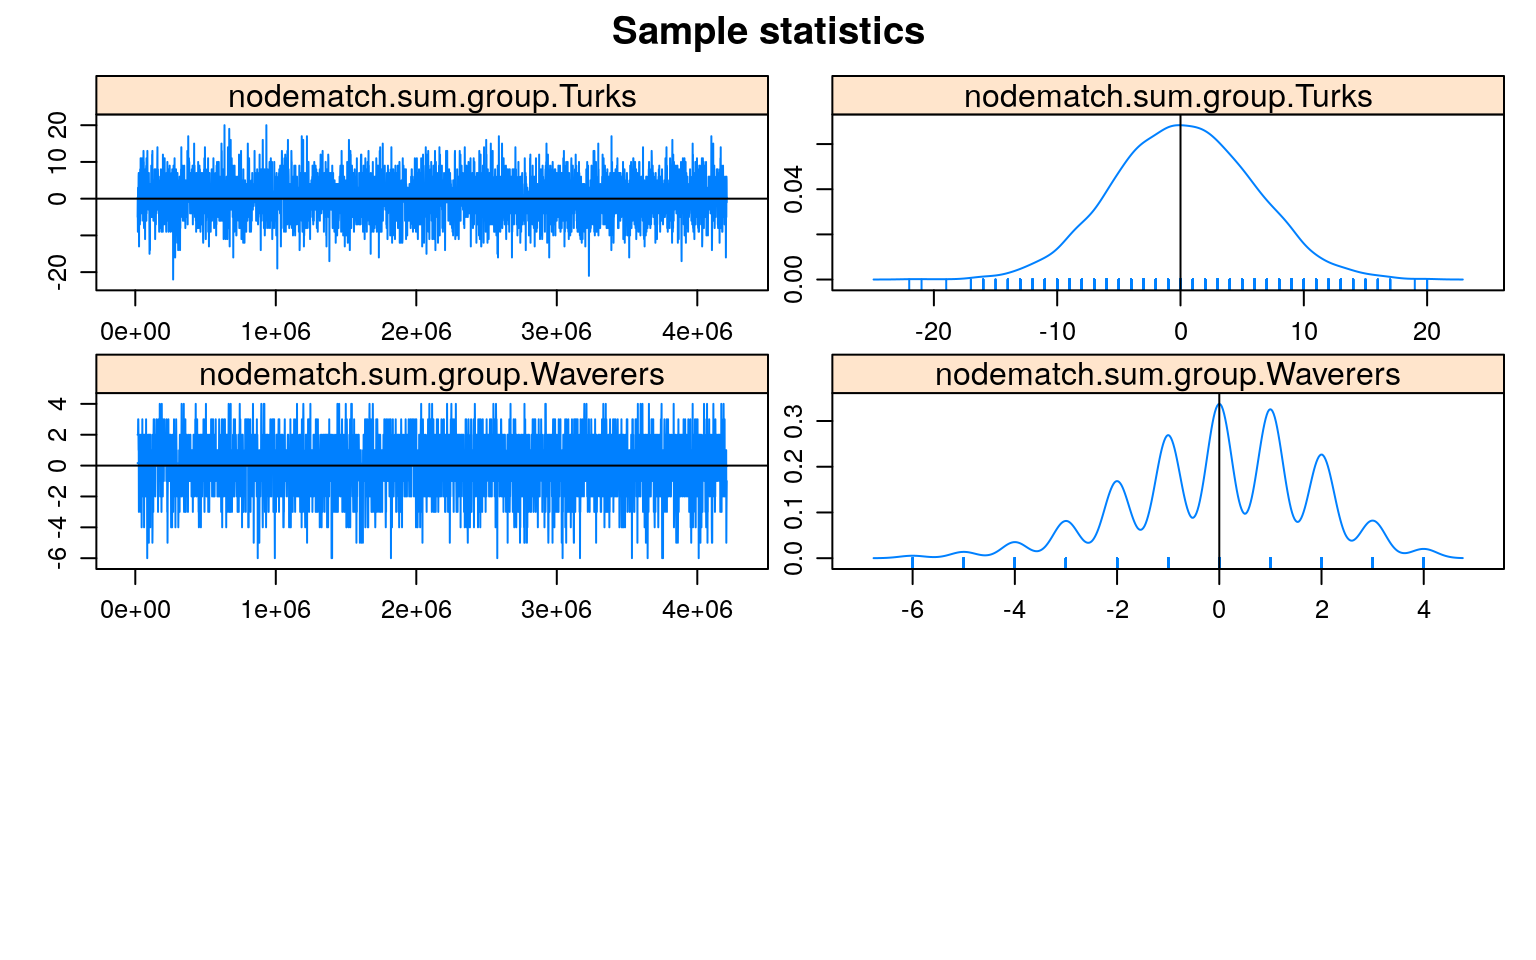 Sample statistics
nodematch.sum.group.Turks
20
10
0
-20
0e+00 1e+06 2e+06 3e+06 4e+06
nodematch.sum.group.Turks
0.04
0.00
-20 -10 0 10 20
nodematch.sum.group.Waverers
4
2
0
-2
-4
-6
0e+00 1e+06 2e+06 3e+06 4e+06
nodematch.sum.group.Waverers
0.3
0.2
0.1
0.0
-6 -4 -2 0 2 4